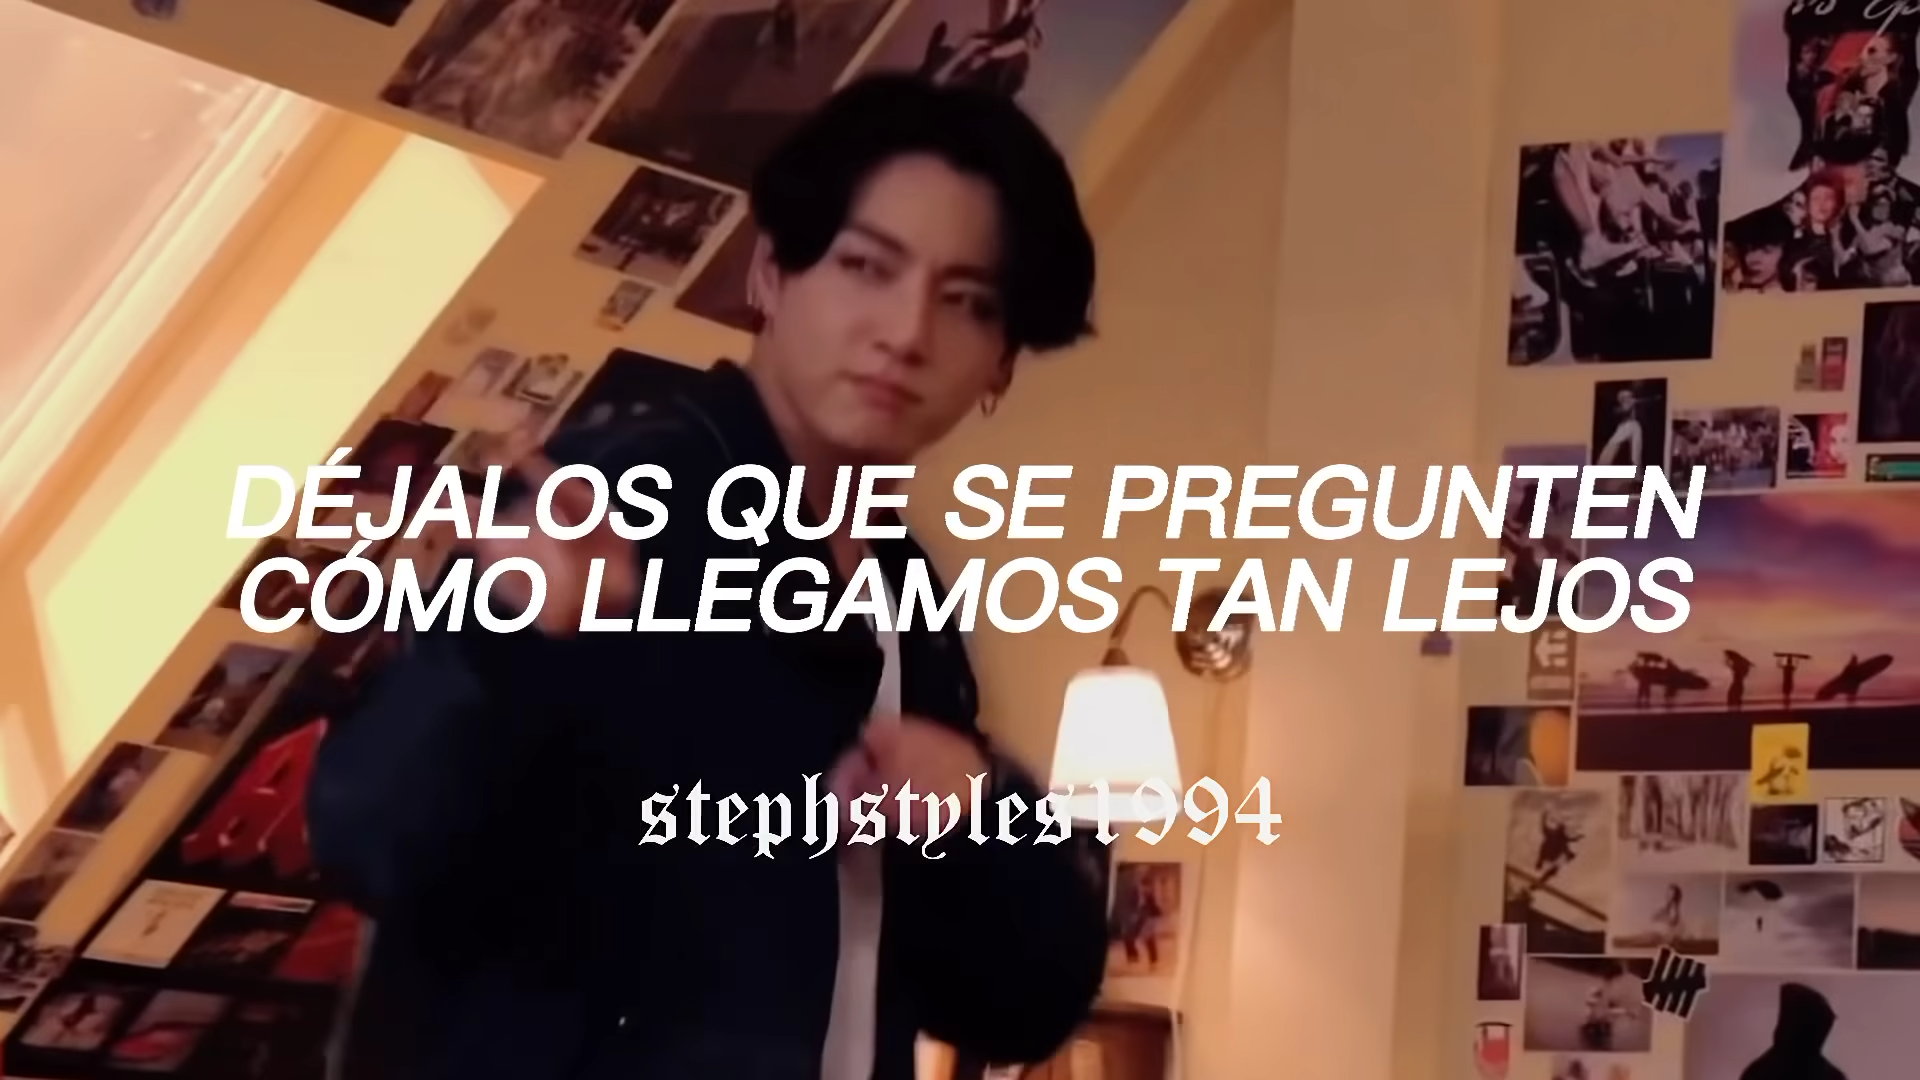 DÉJALOS QUE SE PREGUNTEN
CÓMO LLEGAMOS TAN LEJOS
stephstyles1994